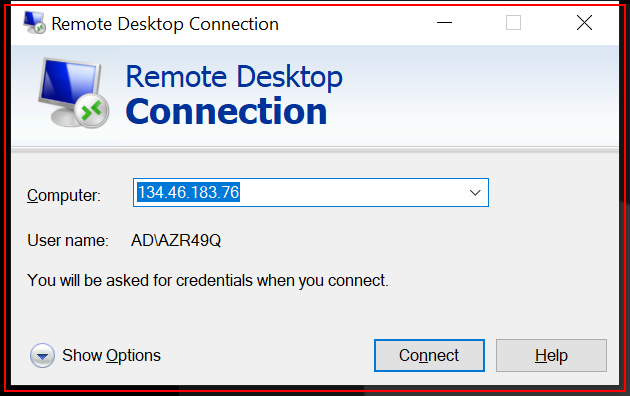 Remote Desktop Connection
Remote Desktop
Connection
Computer: 134.46.183.76
User name: AD\AZR49Q
You will be asked for credentials when you connect.
Show Options Connect Help